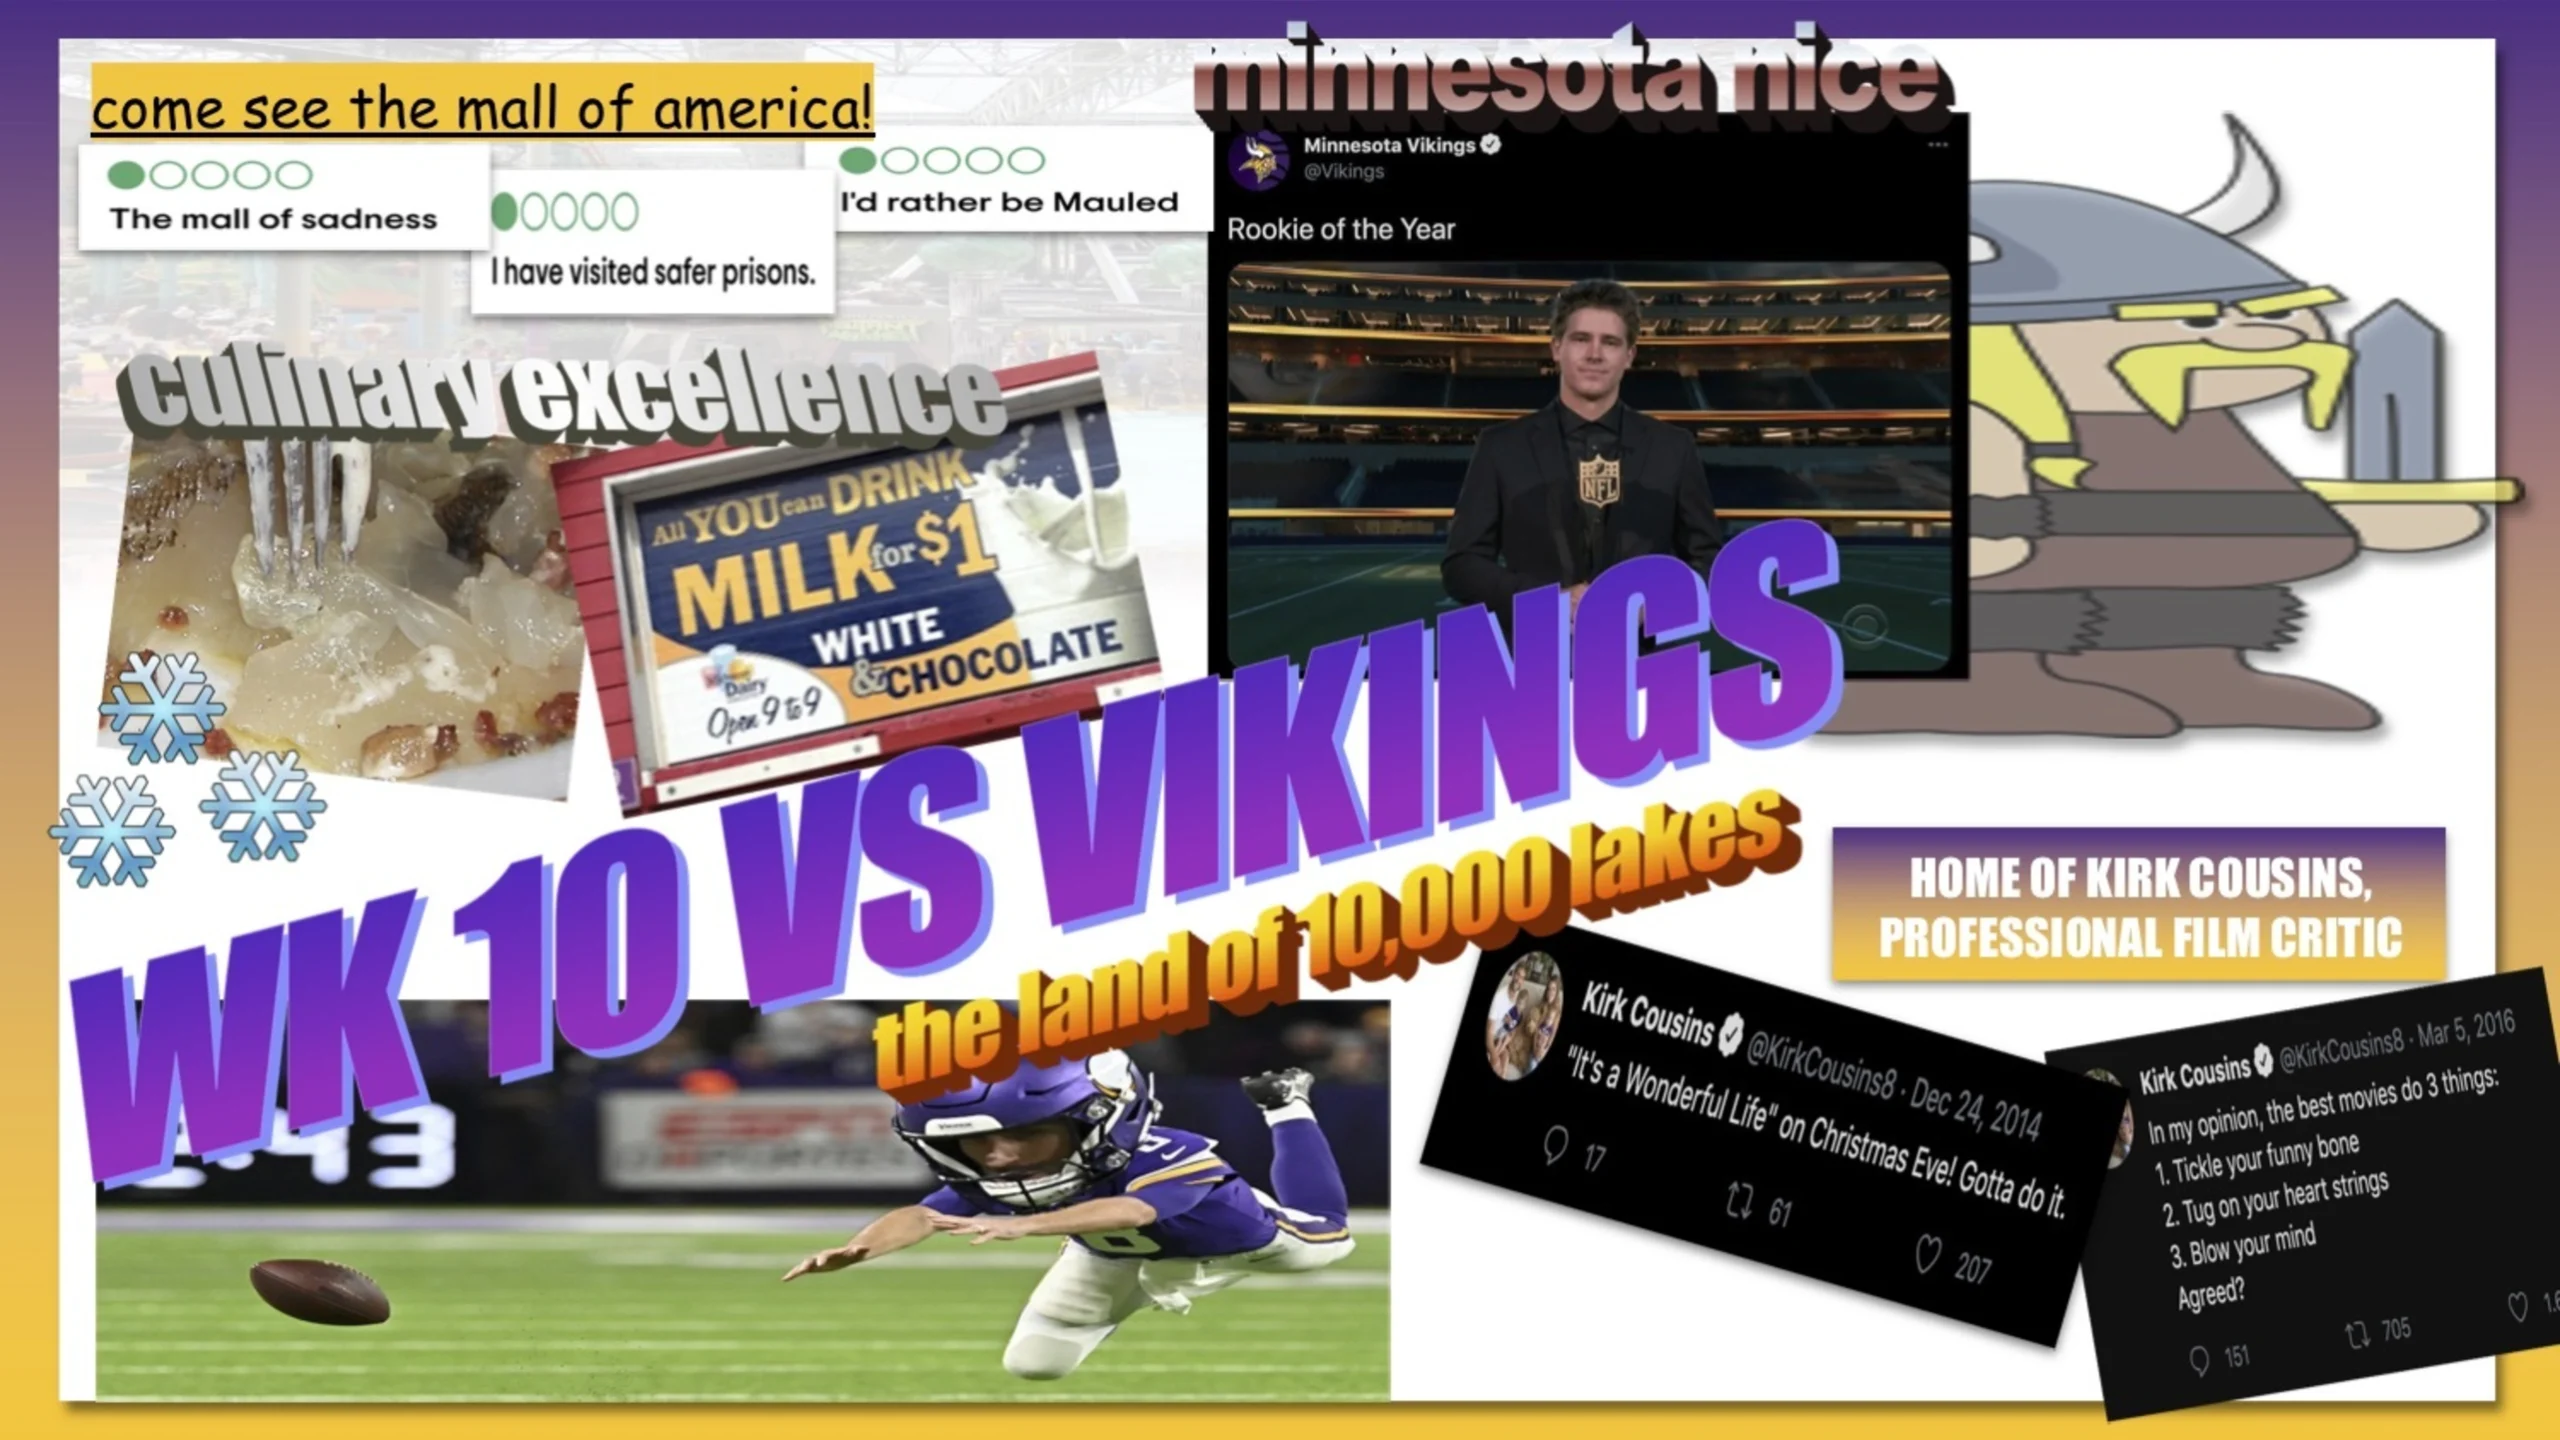 come see the mall of america!
The mall of sadness
I have visited safer prisons.
I'd rather be Mauled
minnesota nice
Minnesota Vikings
@Vikings
Rookie of the Year
NFL
culinary excellence
All YOU can DRINK
MILK for $1
WHITE
& CHOCOLATE
Dairy
Open 9 to 9
WK 10 VS VIKINGS
the land of 10,000 lakes
HOME OF KIRK COUSINS,
PROFESSIONAL FILM CRITIC
Kirk Cousins @KirkCousins8 · Dec 24, 2014
"It's a Wonderful Life" on Christmas Eve! Gotta do it.
17 61 207
Kirk Cousins @KirkCousins8 · Mar 5, 2016
In my opinion, the best movies do 3 things:
1. Tickle your funny bone
2. Tug on your heart strings
3. Blow your mind
Agreed?
151 705
:43
ESPN
8